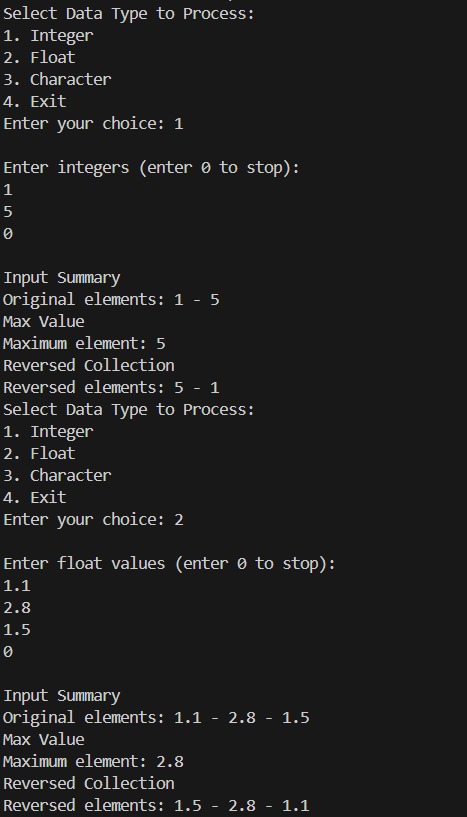 Select Data Type to Process:
1. Integer
2. Float
3. Character
4. Exit
Enter your choice: 1

Enter integers (enter 0 to stop):
1
5
0

Input Summary
Original elements: 1 - 5
Max Value
Maximum element: 5
Reversed Collection
Reversed elements: 5 - 1
Select Data Type to Process:
1. Integer
2. Float
3. Character
4. Exit
Enter your choice: 2

Enter float values (enter 0 to stop):
1.1
2.8
1.5
0

Input Summary
Original elements: 1.1 - 2.8 - 1.5
Max Value
Maximum element: 2.8
Reversed Collection
Reversed elements: 1.5 - 2.8 - 1.1